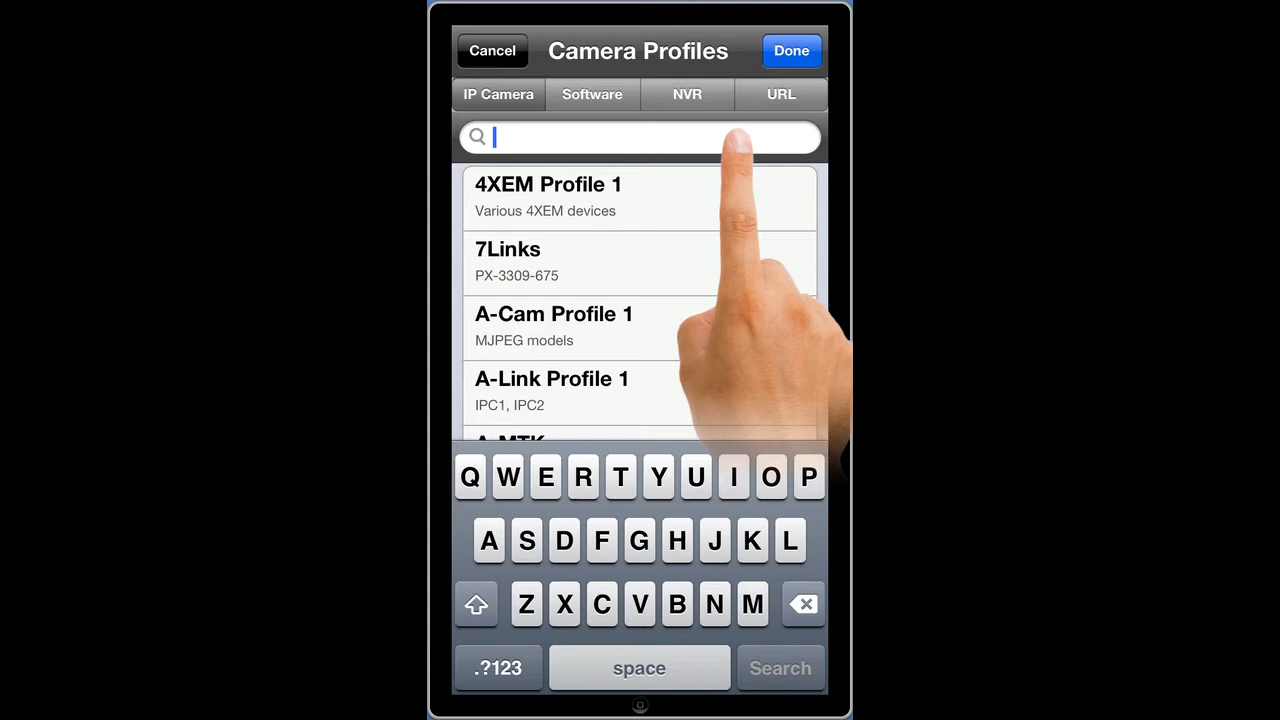 Cancel Camera Profiles Done
IP Camera Software NVR URL
4XEM Profile 1
Various 4XEM devices
7Links
PX-3309-675
A-Cam Profile 1
MJPEG models
A-Link Profile 1
IPC1, IPC2
A-MTK
Q W E R T Y U I O P
A S D F G H J K L
Z X C V B N M
.?123 space Search